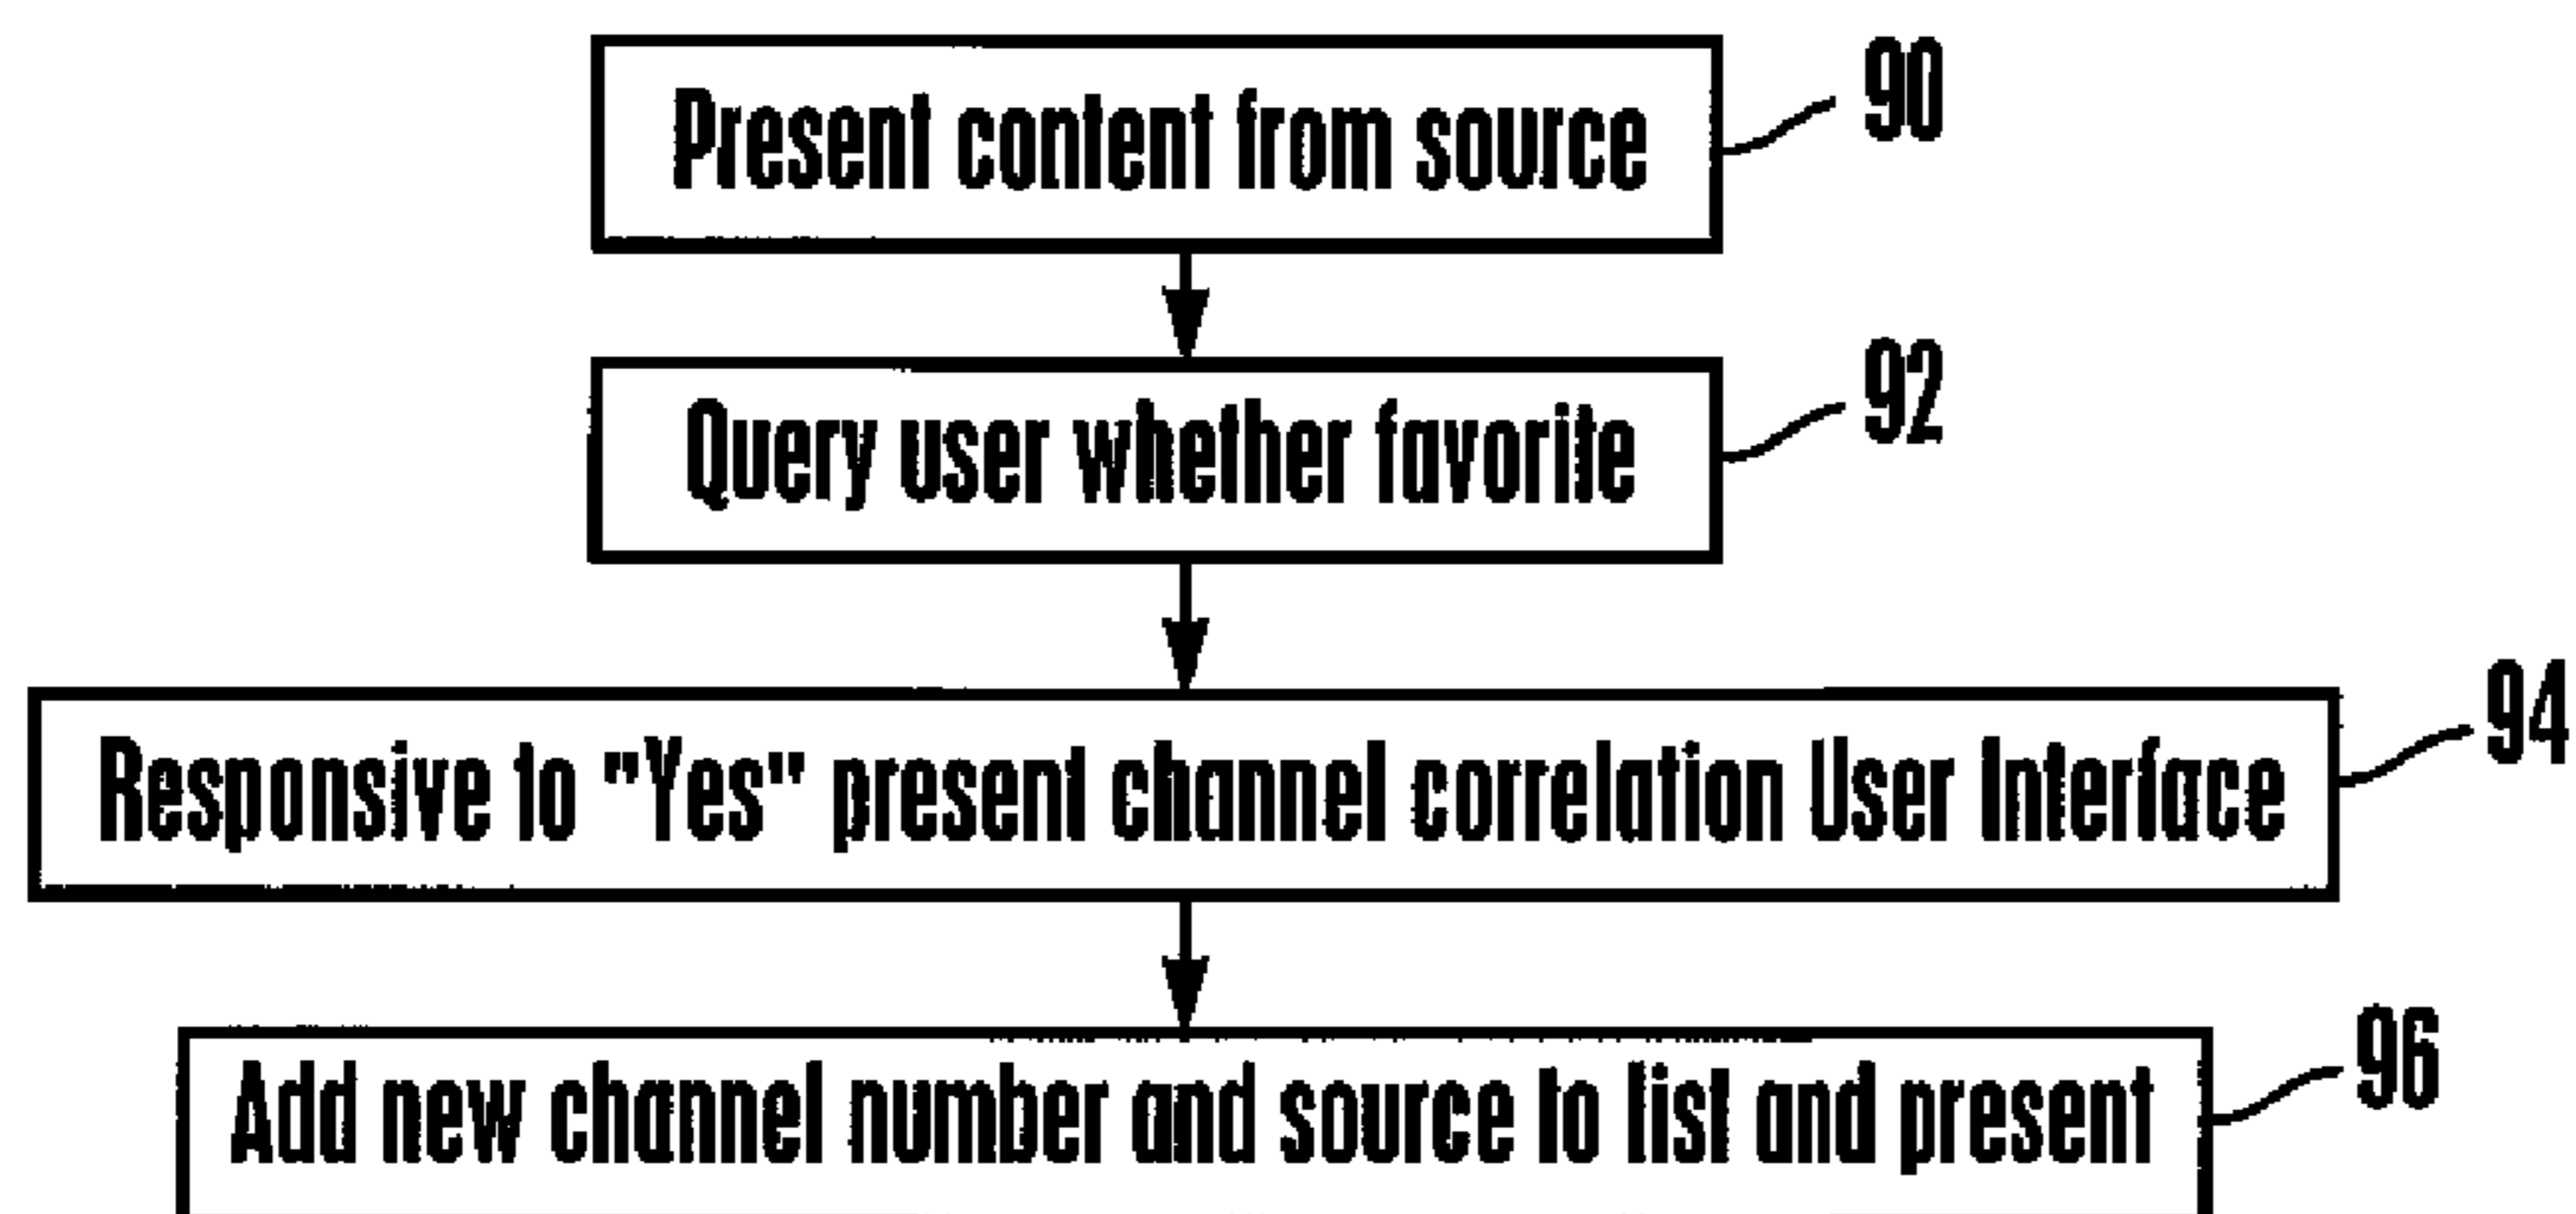 Present content from source
90
Query user whether favorite
92
Responsive to "Yes" present channel correlation User Interface
94
Add new channel number and source to list and present
96